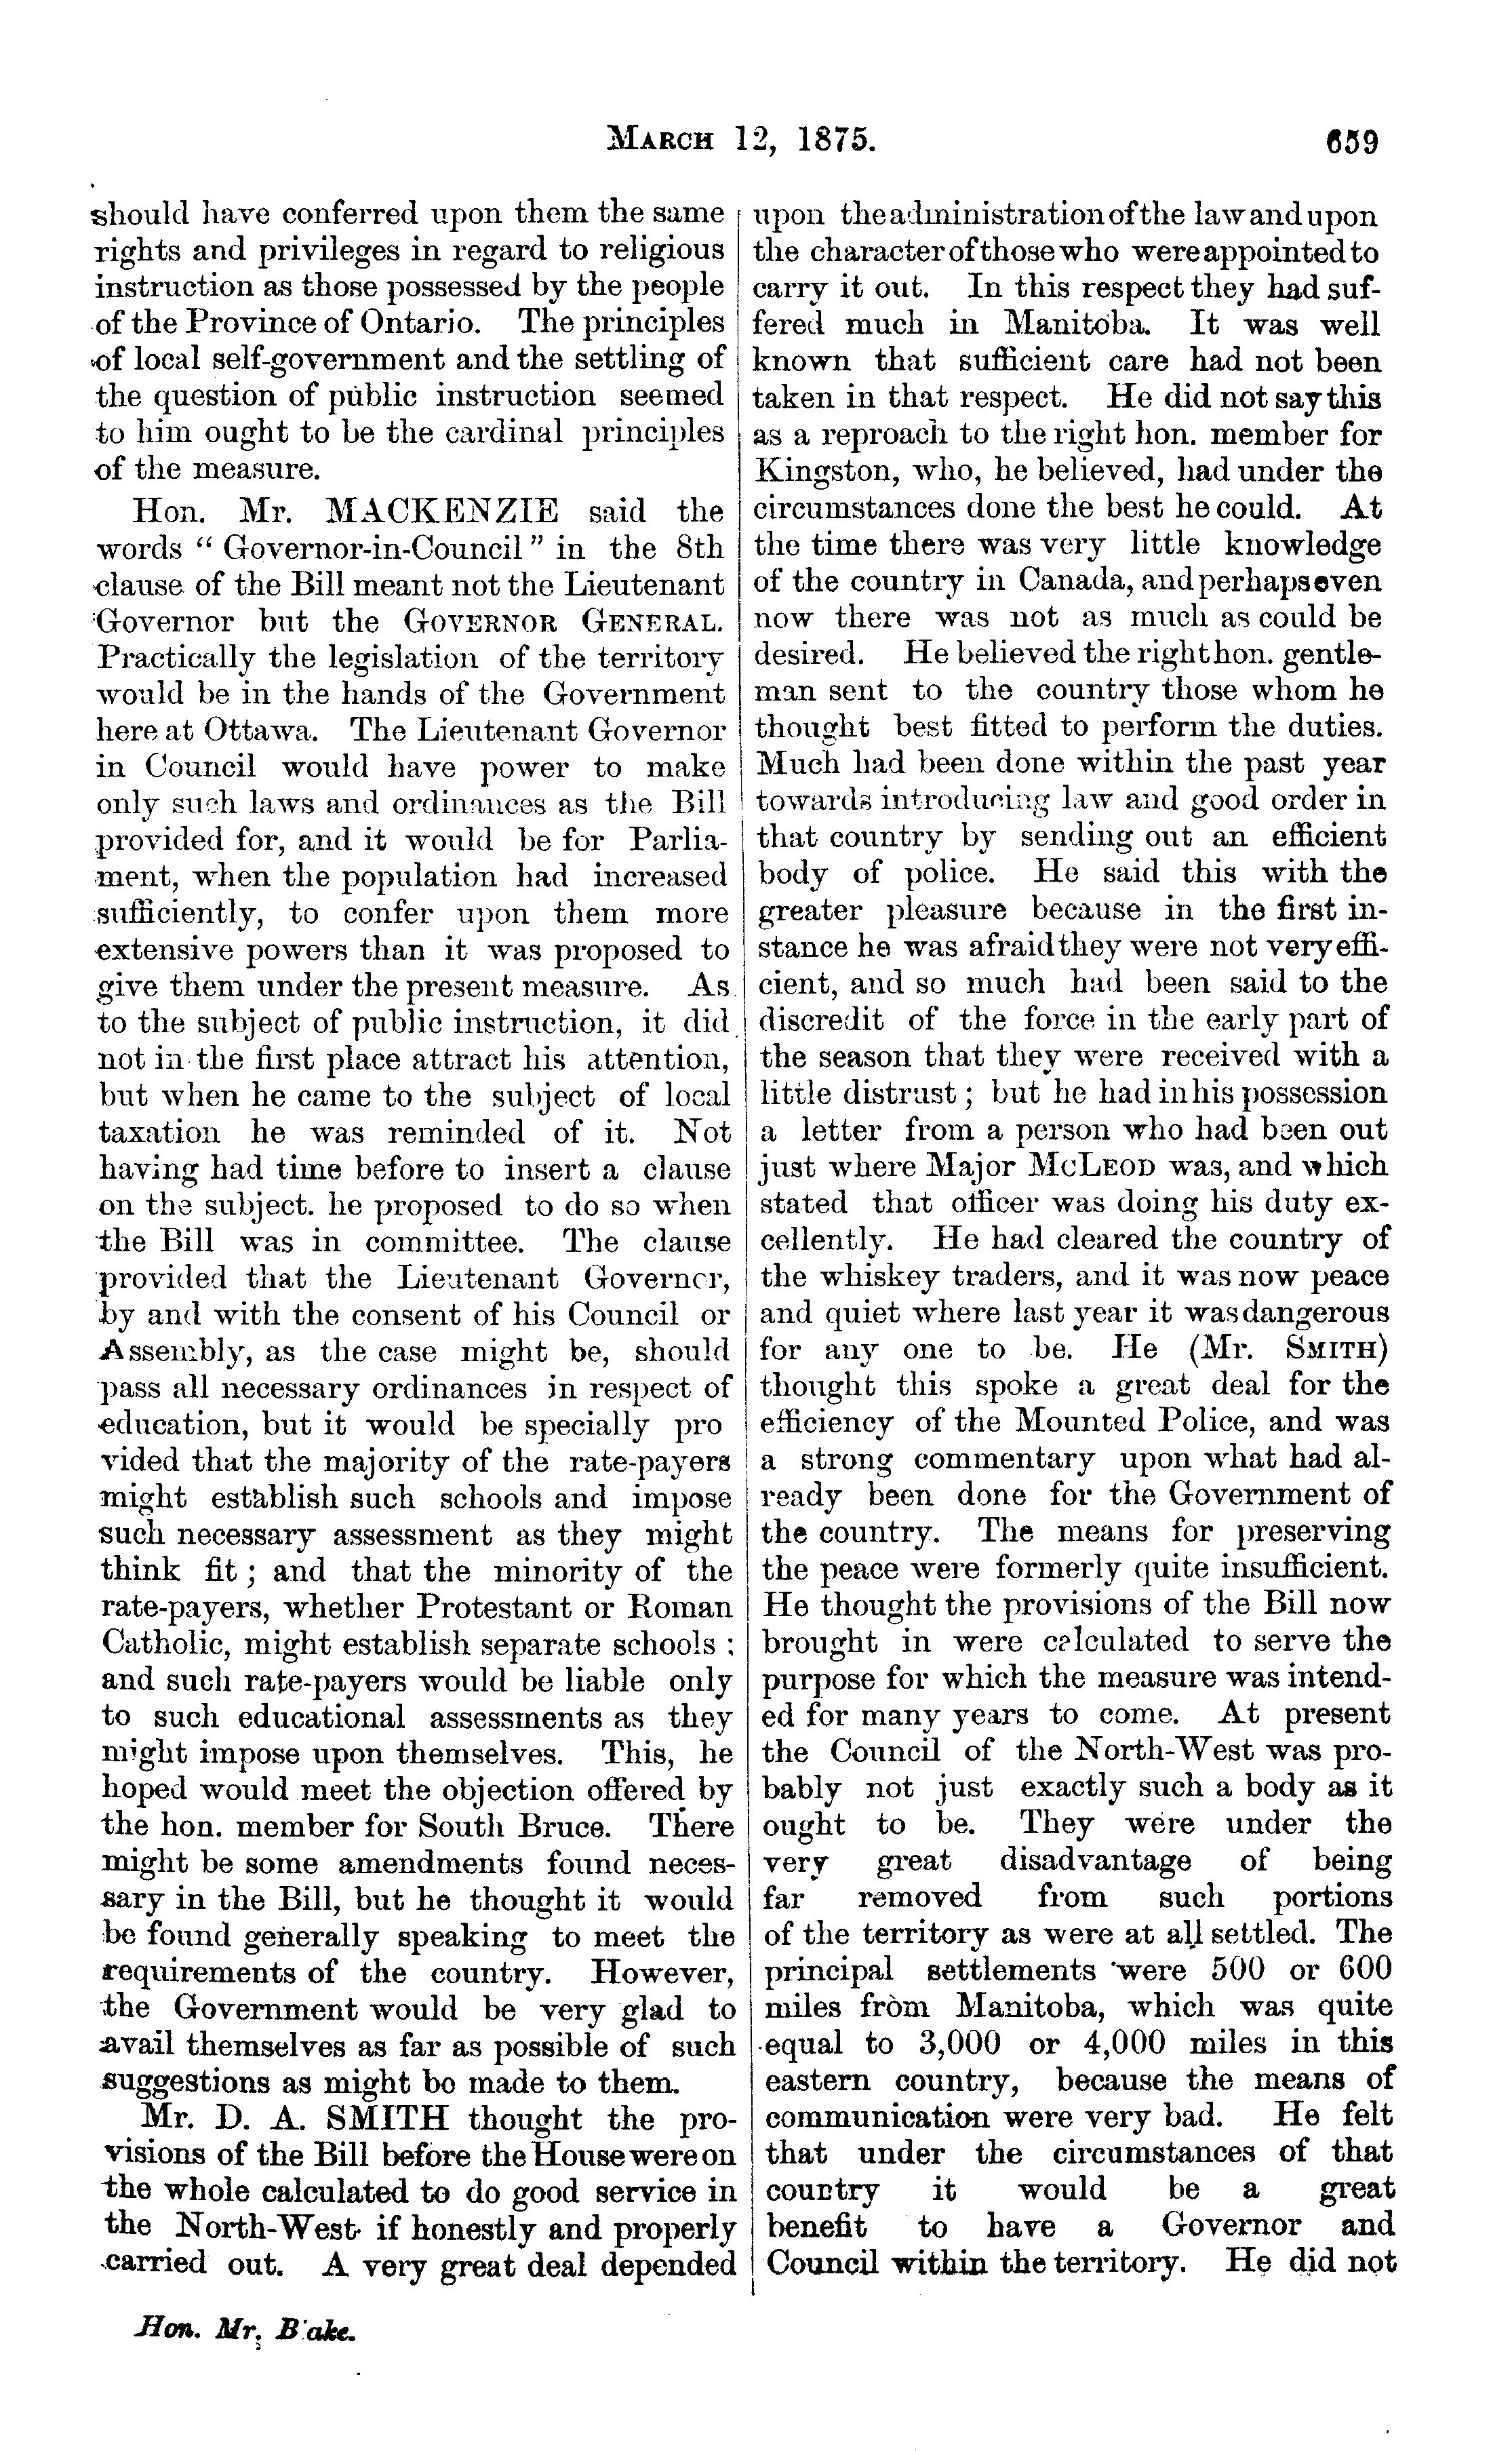 MARCH 12, 1875. 659
should have conferred upon them the same
rights and privileges in regard to religious
instruction as those possessed by the people
of the Province of Ontario. The principles
of local self-government and the settling of
the question of public instruction seemed
to him ought to be the cardinal principles
of the measure.
Hon. Mr. MACKENZIE said the
words " Governor-in-Council " in the 8th
clause of the Bill meant not the Lieutenant
Governor but the GOVERNOR GENERAL.
Practically the legislation of the territory
would be in the hands of the Government
here at Ottawa. The Lieutenant Governor
in Council would have power to make
only such laws and ordinances as the Bill
provided for, and it would be for Parlia-
ment, when the population had increased
sufficiently, to confer upon them more
extensive powers than it was proposed to
give them under the present measure. As
to the subject of public instruction, it did
not in the first place attract his attention,
but when he came to the subject of local
taxation he was reminded of it. Not
having had time before to insert a clause
on the subject. he proposed to do so when
the Bill was in committee. The clause
provided that the Lieutenant Governor,
by and with the consent of his Council or
Assembly, as the case might be, should
pass all necessary ordinances in respect of
education, but it would be specially pro
vided that the majority of the rate-payers
might establish such schools and impose
such necessary assessment as they might
think fit ; and that the minority of the
rate-payers, whether Protestant or Roman
Catholic, might establish separate schools ;
and such rate-payers would be liable only
to such educational assessments as they
might impose upon themselves. This, he
hoped would meet the objection offered by
the hon. member for South Bruce. There
might be some amendments found neces-
sary in the Bill, but he thought it would
be found generally speaking to meet the
requirements of the country. However,
the Government would be very glad to
avail themselves as far as possible of such
suggestions as might be made to them.
Mr. D. A. SMITH thought the pro-
visions of the Bill before the House were on
the whole calculated to do good service in
the North-West if honestly and properly
carried out. A very great deal depended
Hon. Mr. Blake.
upon the administration of the law and upon
the character of those who were appointed to
carry it out. In this respect they had suf-
fered much in Manitoba. It was well
known that sufficient care had not been
taken in that respect. He did not say this
as a reproach to the right hon. member for
Kingston, who, he believed, had under the
circumstances done the best he could. At
the time there was very little knowledge
of the country in Canada, and perhaps even
now there was not as much as could be
desired. He believed the right hon. gentle-
man sent to the country those whom he
thought best fitted to perform the duties.
Much had been done within the past year
towards introducing law and good order in
that country by sending out an efficient
body of police. He said this with the
greater pleasure because in the first in-
stance he was afraid they were not very effi-
cient, and so much had been said to the
discredit of the force in the early part of
the season that they were received with a
little distrust ; but he had in his possession
a letter from a person who had been out
just where Major MCLEOD was, and which
stated that officer was doing his duty ex-
cellently. He had cleared the country of
the whiskey traders, and it was now peace
and quiet where last year it was dangerous
for any one to be. He (Mr. SMITH)
thought this spoke a great deal for the
efficiency of the Mounted Police, and was
a strong commentary upon what had al-
ready been done for the Government of
the country. The means for preserving
the peace were formerly quite insufficient.
He thought the provisions of the Bill now
brought in were calculated to serve the
purpose for which the measure was intend-
ed for many years to come. At present
the Council of the North-West was pro-
bably not just exactly such a body as it
ought to be. They were under the
very great disadvantage of being
far removed from such portions
of the territory as were at all settled. The
principal settlements were 500 or 600
miles from Manitoba, which was quite
equal to 3,000 or 4,000 miles in this
eastern country, because the means of
communication were very bad. He felt
that under the circumstances of that
country it would be a great
benefit to have a Governor and
Council within the territory. He did not